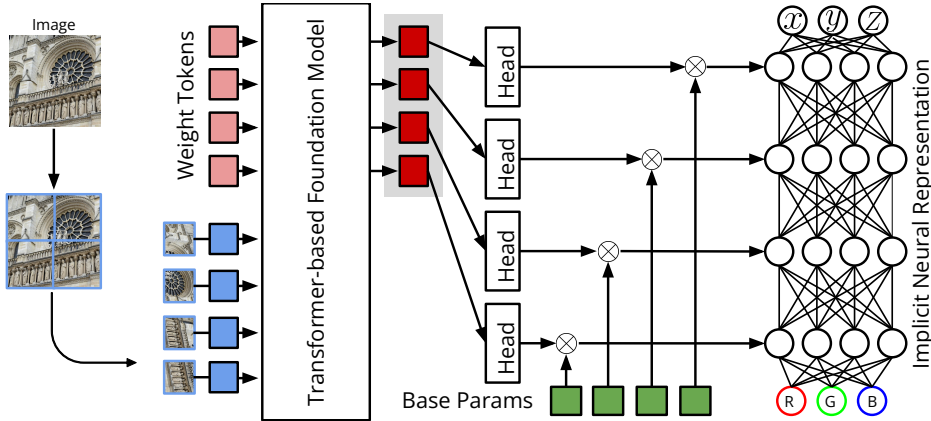 Image
Weight Tokens
Transformer-based Foundation Model
Head
Head
Head
Head
Base Params
x y z
Implicit Neural Representation
R G B